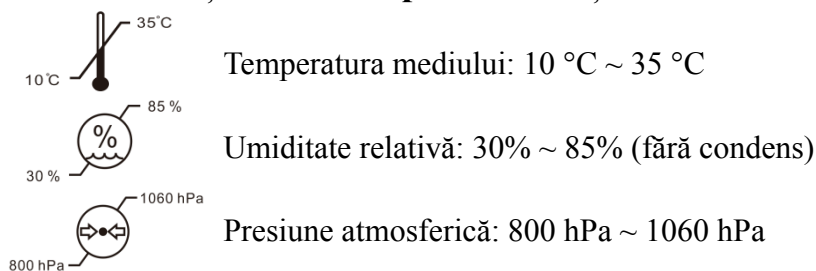 35°C
10°C
Temperatura mediului: 10 °C ~ 35 °C
85 %
%
30 %
Umiditate relativă: 30% ~ 85% (fără condens)
1060 hPa
800 hPa
Presiune atmosferică: 800 hPa ~ 1060 hPa